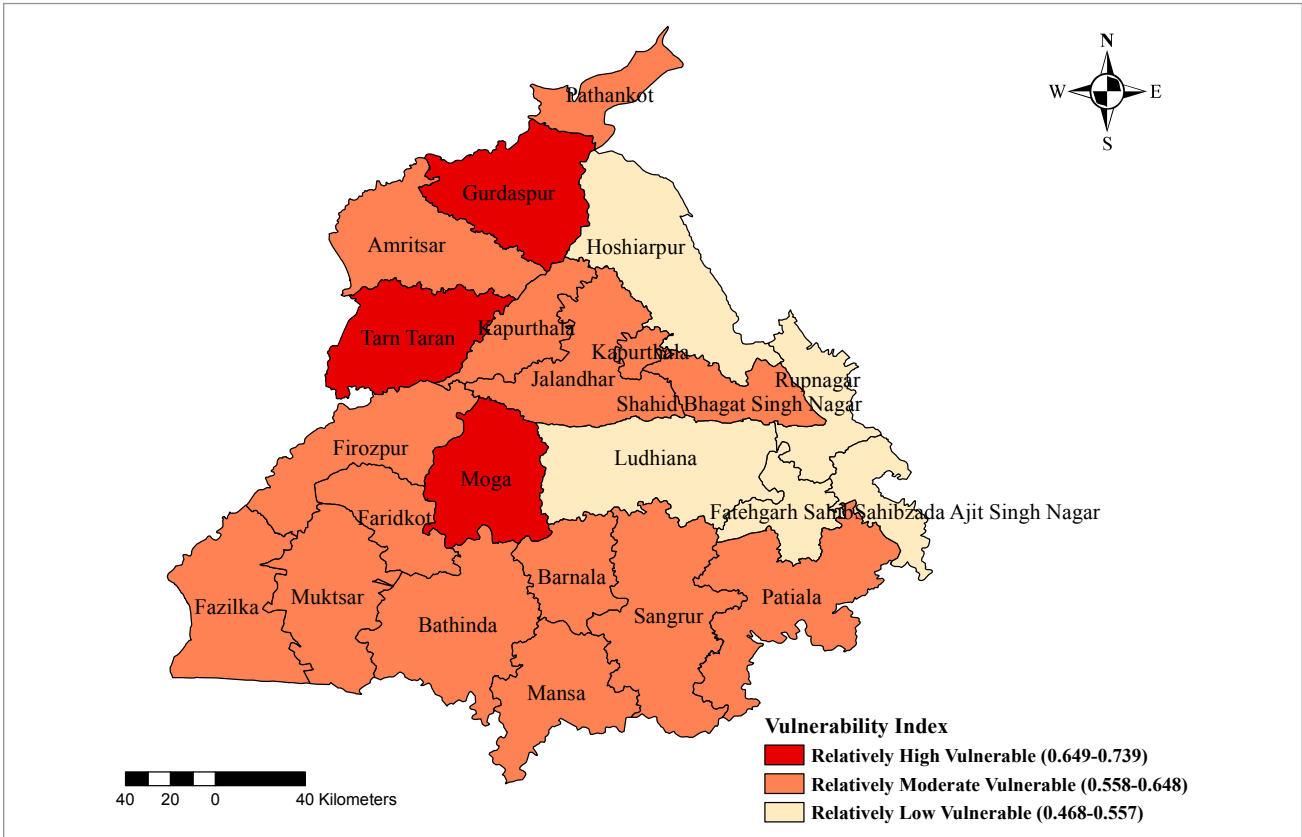 N
W E
S
Pathankot
Gurdaspur
Amritsar
Hoshiarpur
Tarn Taran
Kapurthala
Kapurthala
Jalandhar
Rupnagar
Shahid Bhagat Singh Nagar
Firozpur
Ludhiana
Moga
Faridkot
Fatehgarh Sahib
Sahibzada Ajit Singh Nagar
Barnala
Fazilka
Muktsar
Patiala
Sangrur
Bathinda
Mansa
Vulnerability Index
Relatively High Vulnerable (0.649-0.739)
Relatively Moderate Vulnerable (0.558-0.648)
Relatively Low Vulnerable (0.468-0.557)
40 20 0 40 Kilometers